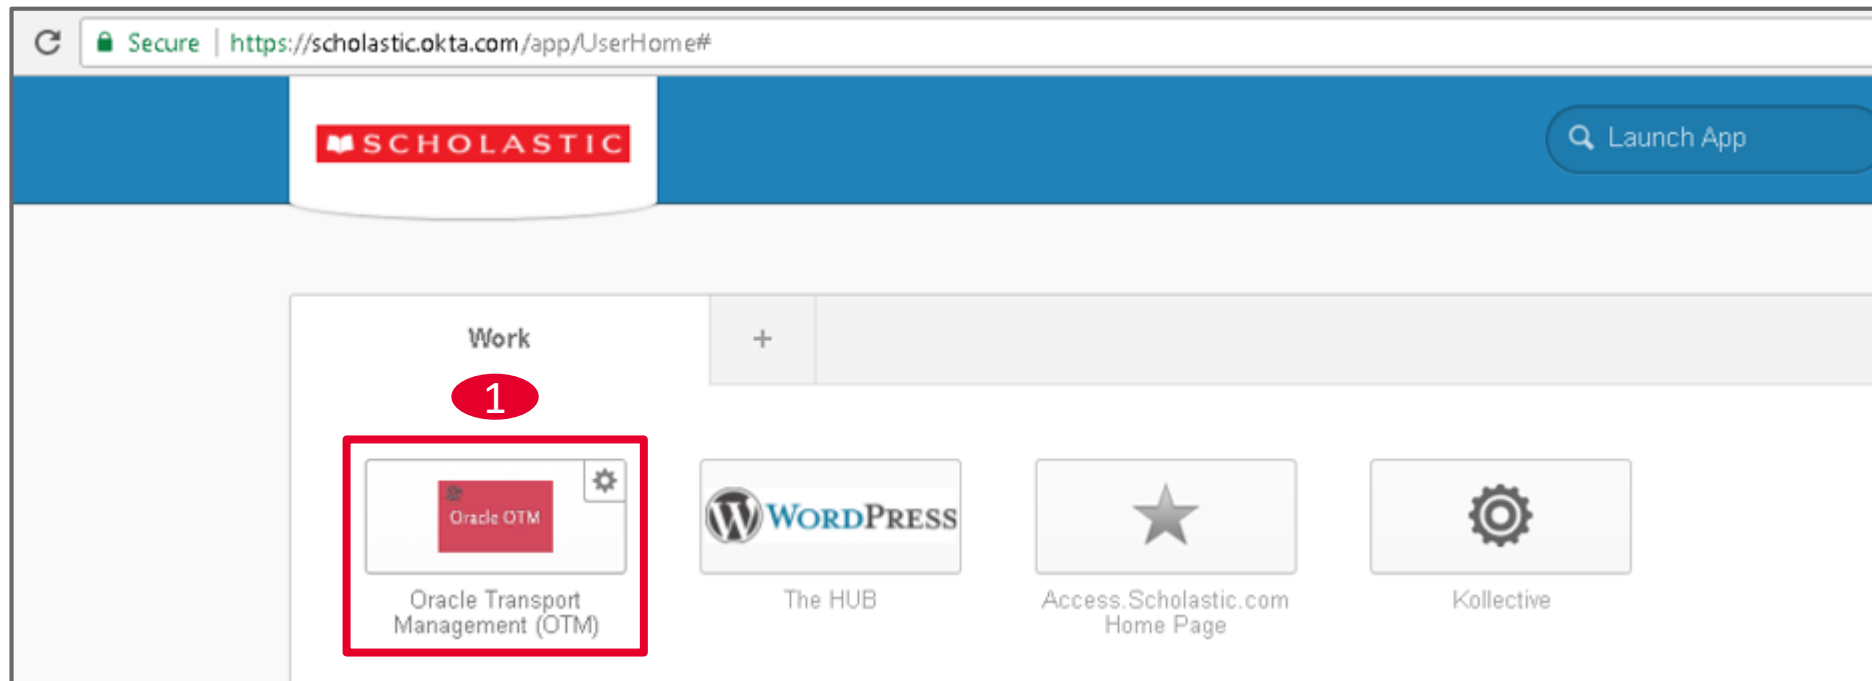 Secure | https://scholastic.okta.com/app/UserHome#
SCHOLASTIC
Launch App
Work
+
1
Oracle OTM
WORDPRESS
Oracle Transport
Management (OTM)
The HUB
Access.Scholastic.com
Home Page
Kollective